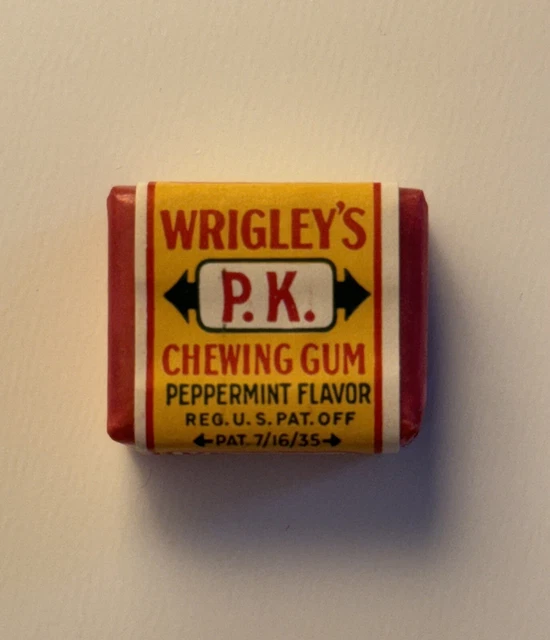 WRIGLEY'S
P.K.
CHEWING GUM
PEPPERMINT FLAVOR
REG. U.S. PAT. OFF
PAT. 7/16/35